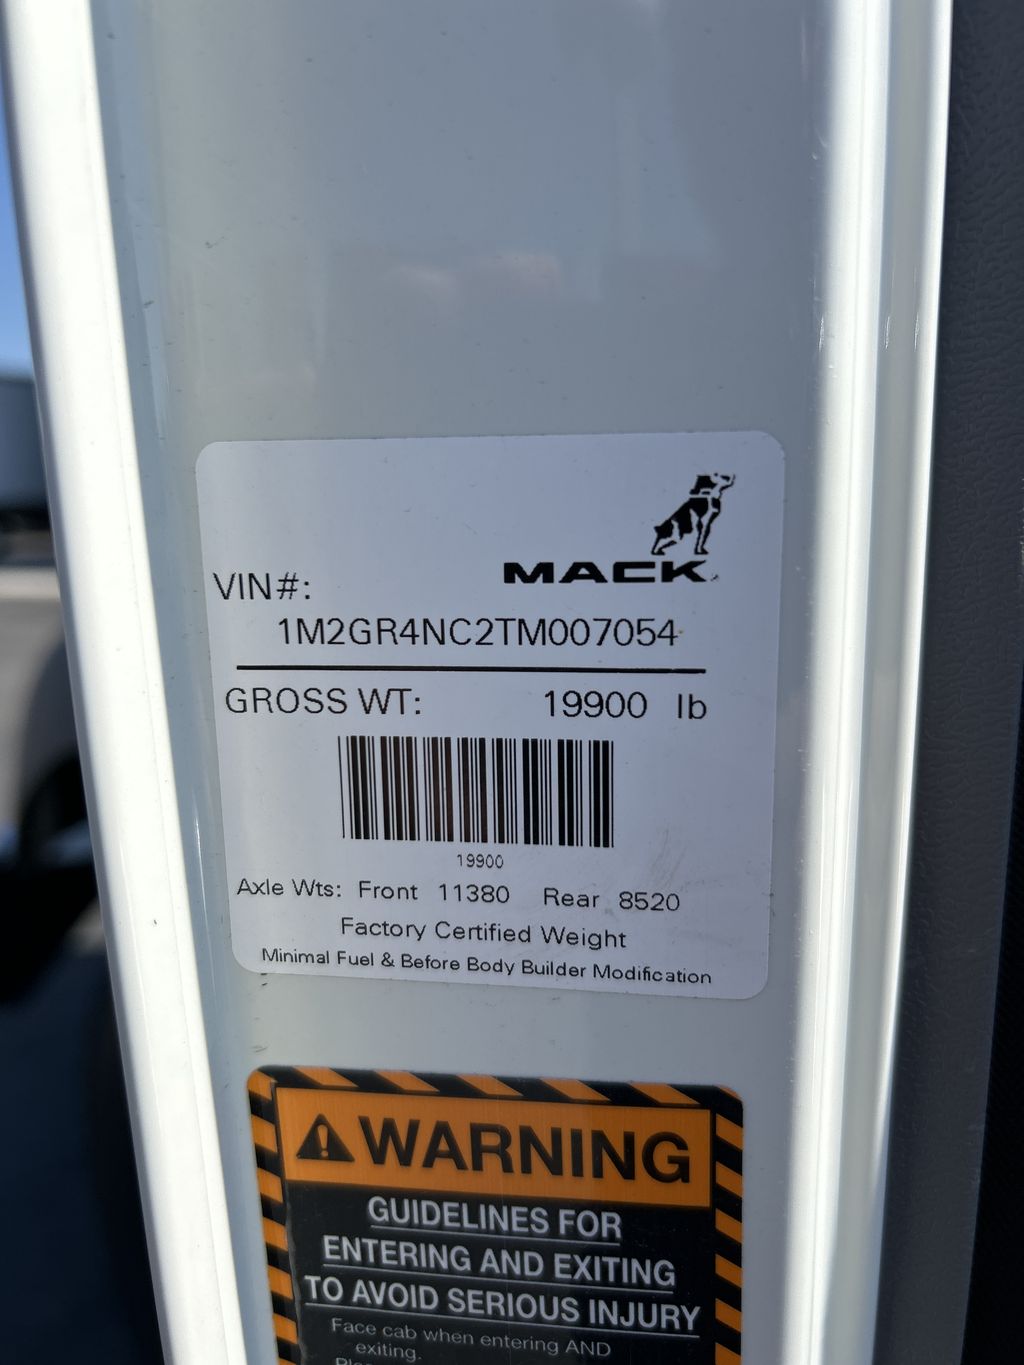 MACK
VIN#:
1M2GR4NC2TM007054
GROSS WT: 19900 lb
19900
Axle Wts: Front 11380 Rear 8520
Factory Certified Weight
Minimal Fuel & Before Body Builder Modification
WARNING
GUIDELINES FOR
ENTERING AND EXITING
TO AVOID SERIOUS INJURY
Face cab when entering AND
exiting.